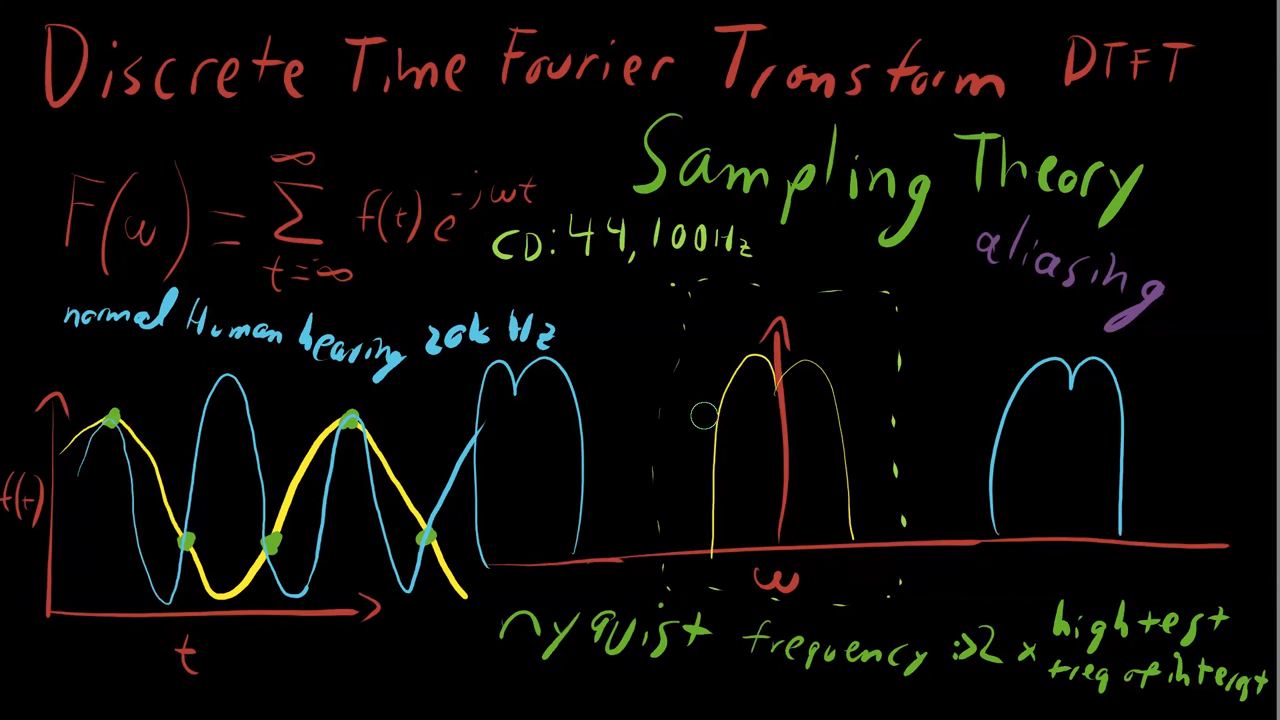 Discrete Time Fourier Transform DTFT
Sampling Theory
F(ω) = ∞ ∑ t=-∞ f(t) e^-jωt
CD: 44,100Hz
aliasing
normal Human hearing 20k Hz
f(t)
t
ω
nyquist frequency :>2 × hightest
freq of interest